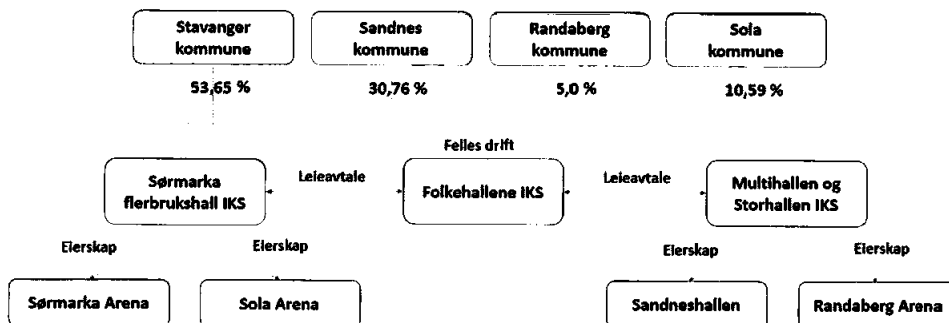 Stavanger
kommune
Sandnes
kommune
Randaberg
kommune
Sola
kommune
53,65 %
30,76 %
5,0 %
10,59 %
Felles drift
Sørmarka
flerbrukshall IKS
Leieavtale
Folkehallene IKS
Leieavtale
Multihallen og
Storhallen IKS
Eierskap
Eierskap
Eierskap
Eierskap
Sørmarka Arena
Sola Arena
Sandneshallen
Randaberg Arena